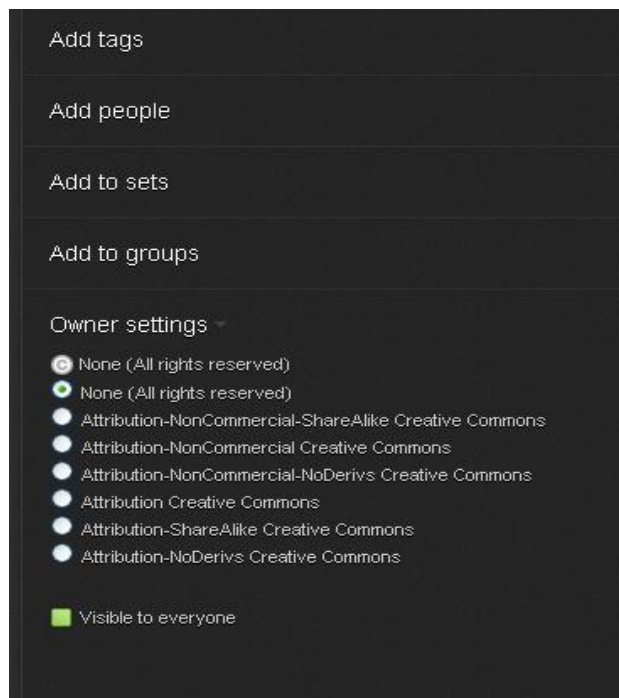 Add tags
Add people
Add to sets
Add to groups
Owner settings
© None (All rights reserved)
None (All rights reserved)
Attribution-NonCommercial-ShareAlike Creative Commons
Attribution-NonCommercial Creative Commons
Attribution-NonCommercial-NoDerivs Creative Commons
Attribution Creative Commons
Attribution-ShareAlike Creative Commons
Attribution-NoDerivs Creative Commons
Visible to everyone